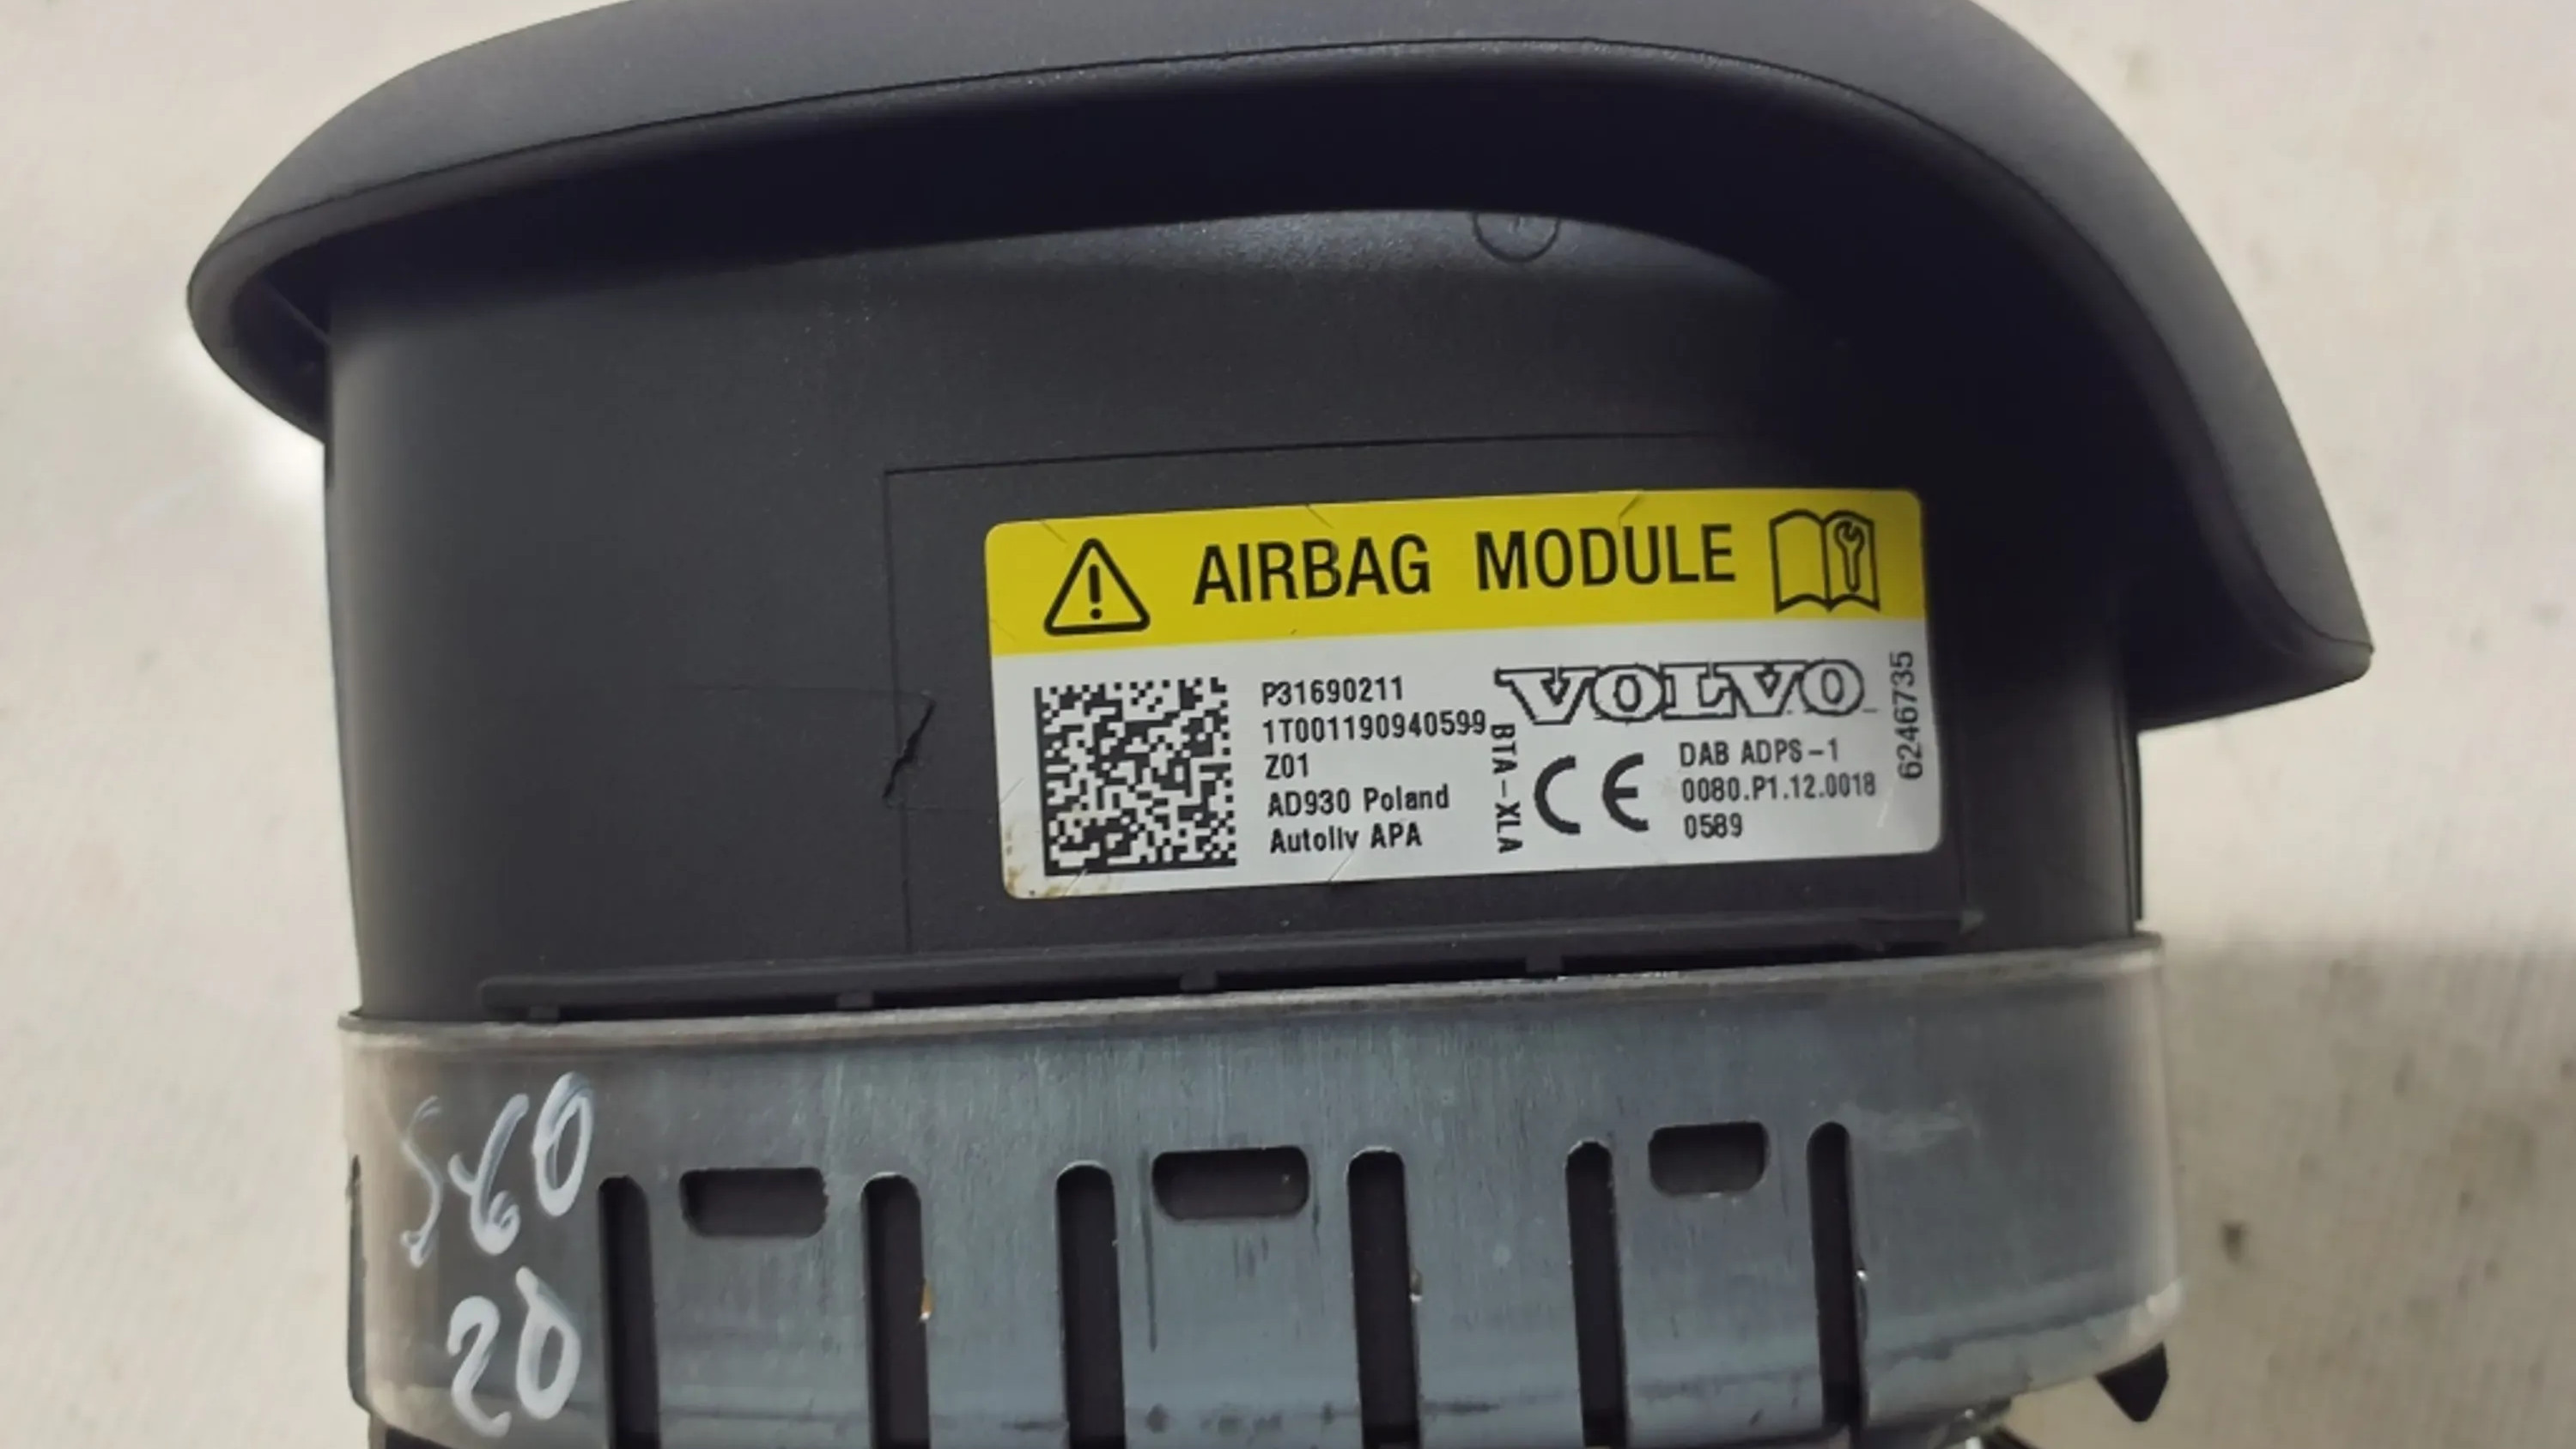 AIRBAG MODULE
P31690211
1T001190940599
Z01
AD930 Poland
Autoliv APA
BTA-XLA
VOLVO
DAB ADPS-1
0080.P1.12.0018
0589
6246735
S60
20